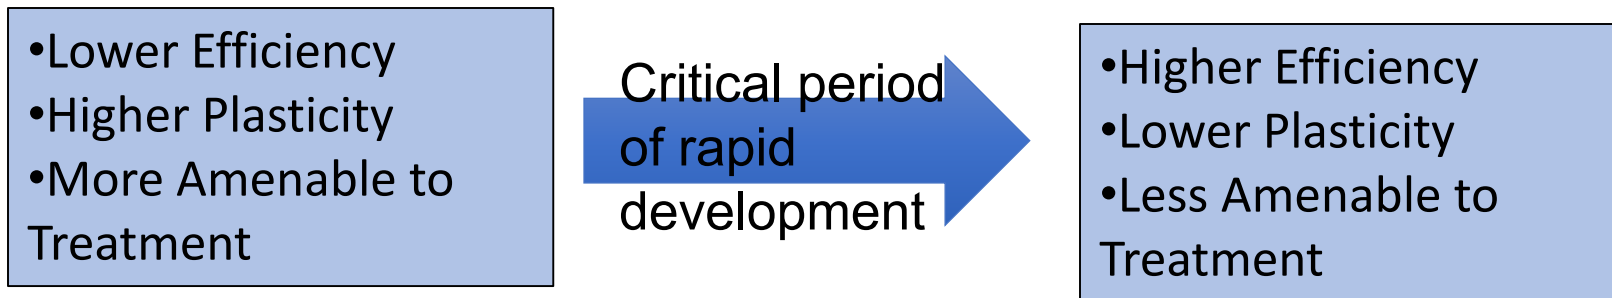 •Lower Efficiency
•Higher Plasticity
•More Amenable to
Treatment
Critical period
of rapid
development
•Higher Efficiency
•Lower Plasticity
•Less Amenable to
Treatment